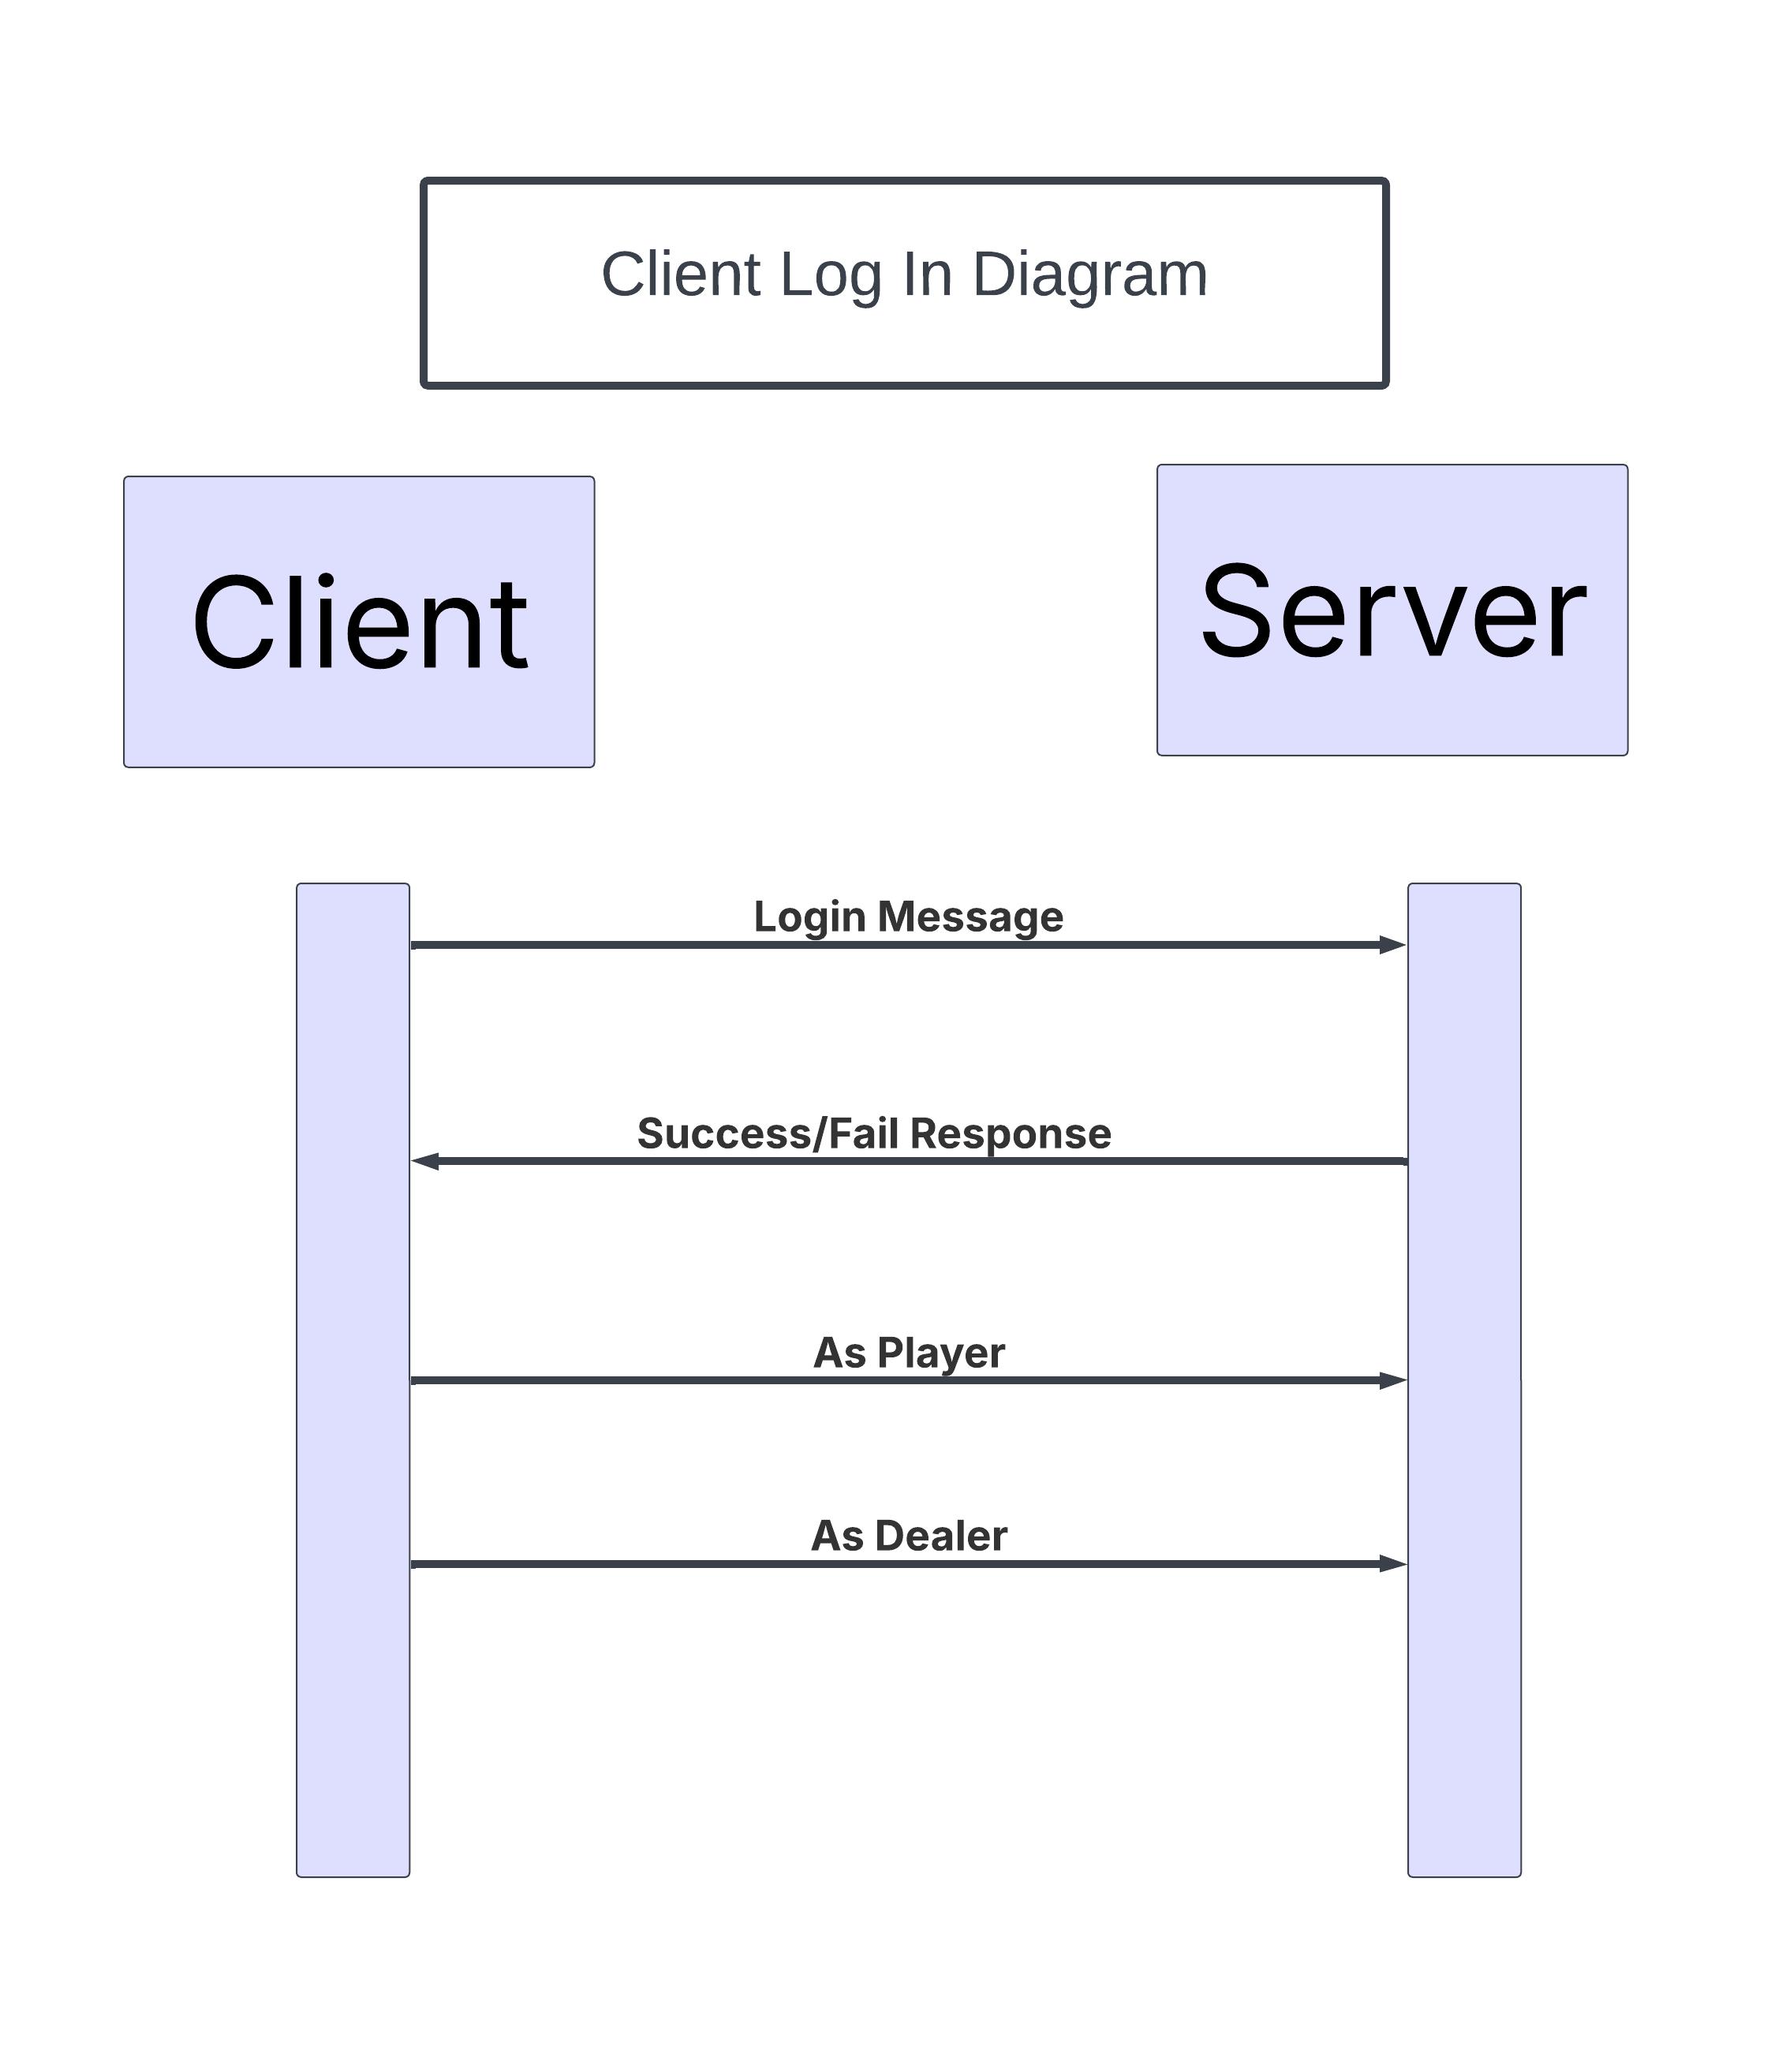 Client Log In Diagram
Client
Server
Login Message
Success/Fail Response
As Player
As Dealer